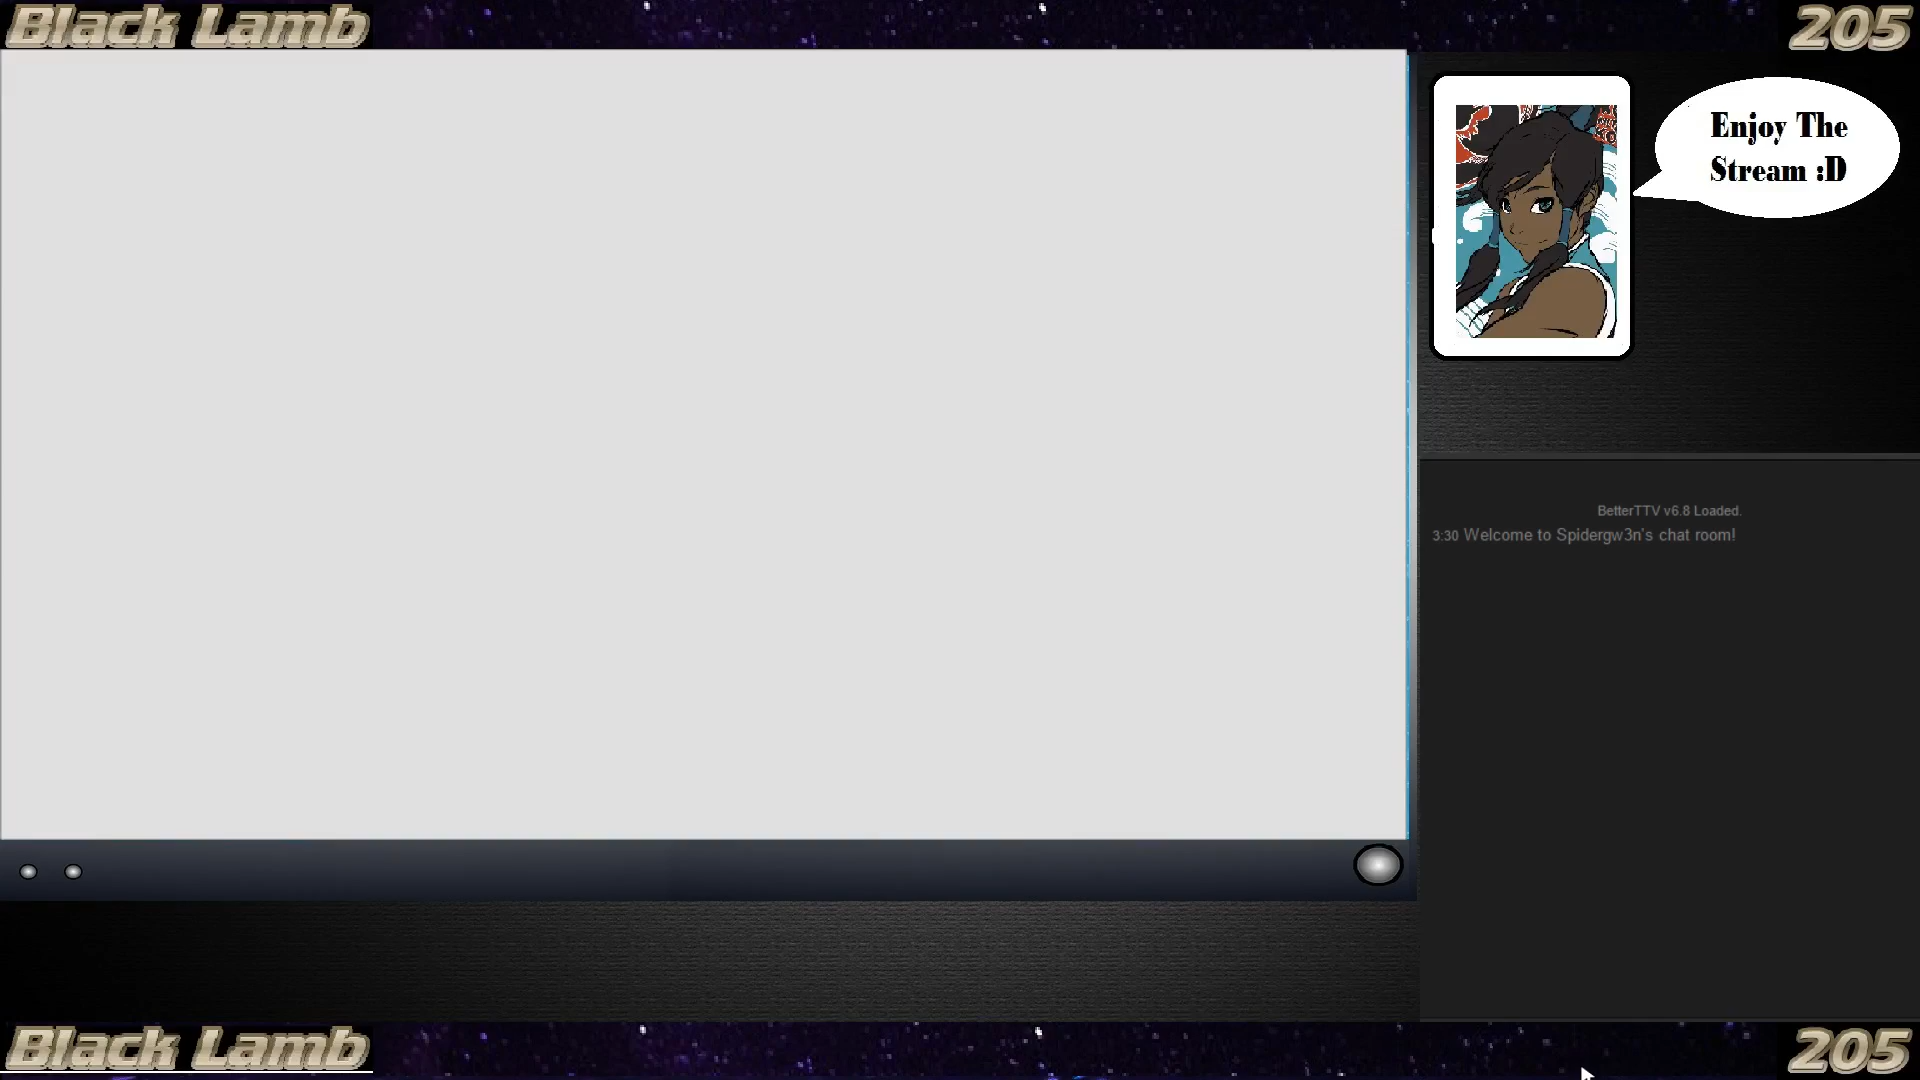 Black Lamb
205
Enjoy The
Stream :D
BetterTTV v6.8 Loaded.
3:30 Welcome to Spidergw3n's chat room!
Black Lamb
205